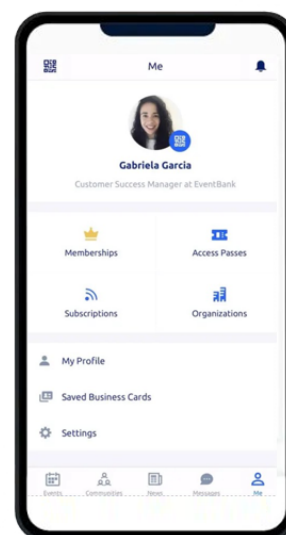 Me
Gabriela Garcia
Customer Success Manager at EventBank
Memberships
Access Passes
Subscriptions
Organizations
My Profile
Saved Business Cards
Settings
Events
Communities
News
Messages
Me